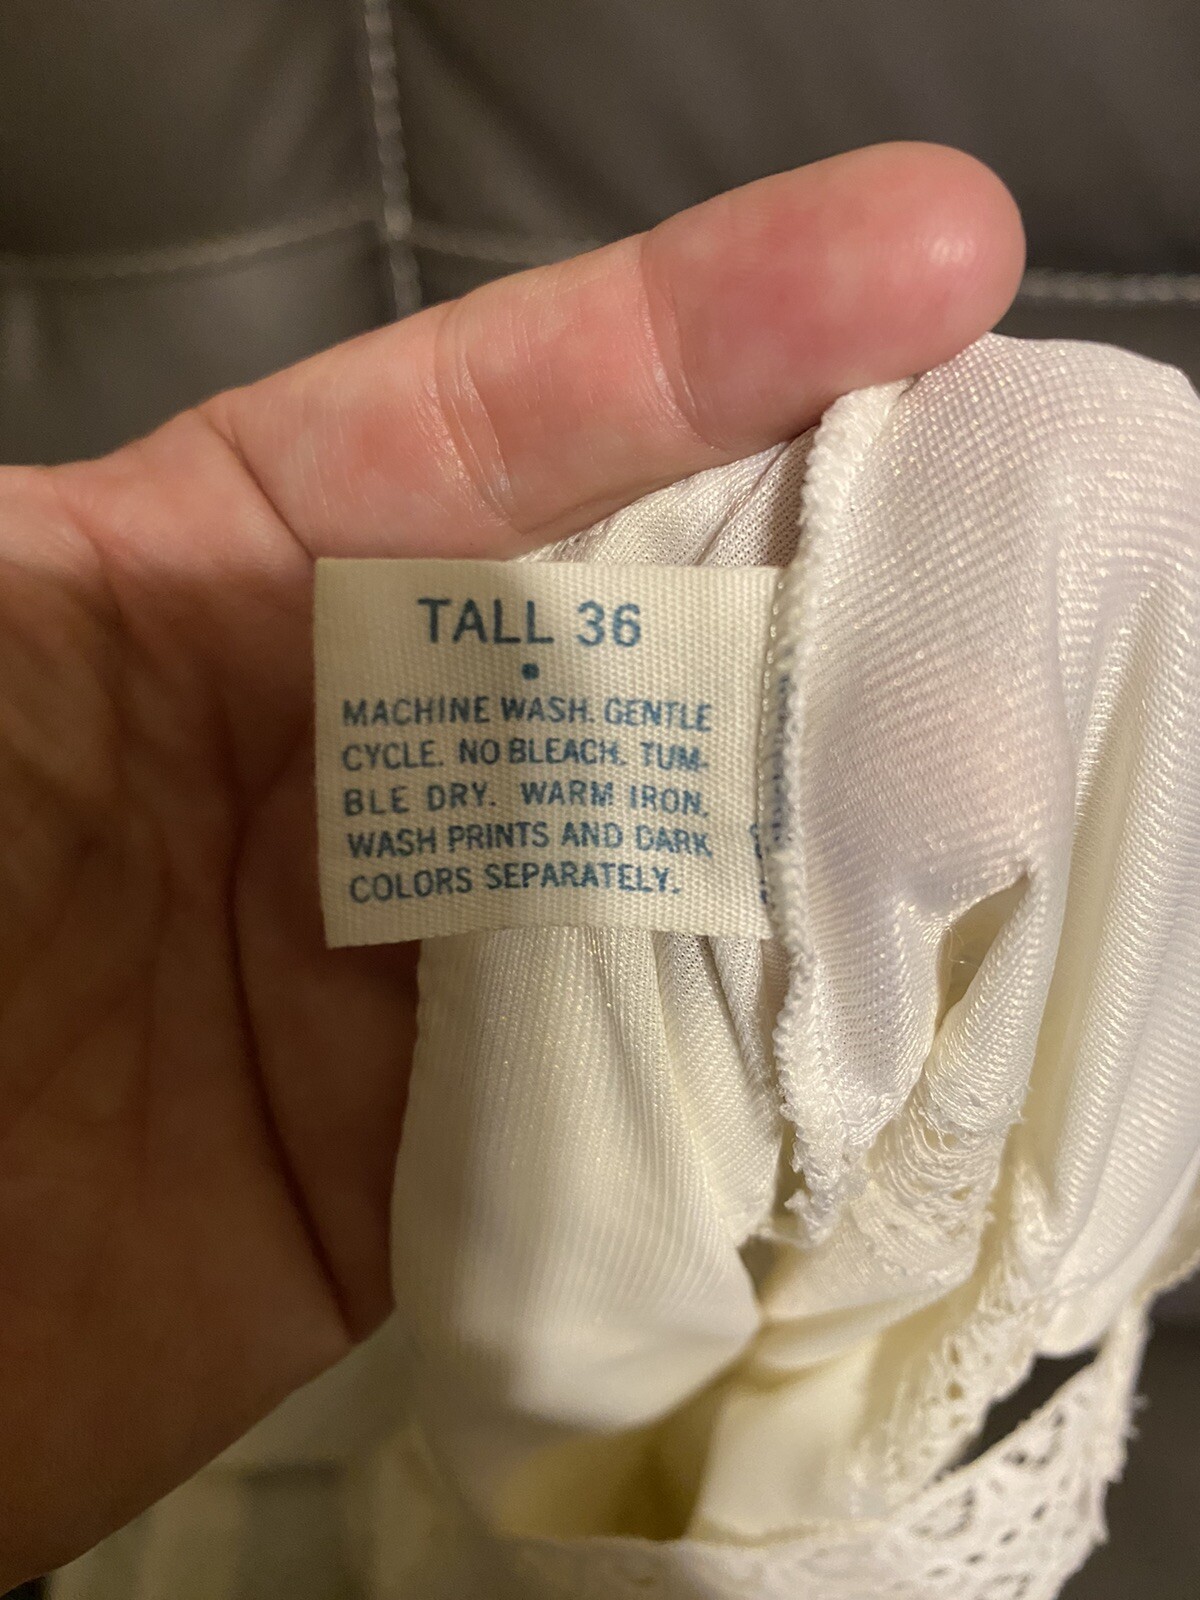 TALL 36
•
MACHINE WASH. GENTLE
CYCLE. NO BLEACH. TUM-
BLE DRY. WARM IRON.
WASH PRINTS AND DARK
COLORS SEPARATELY.